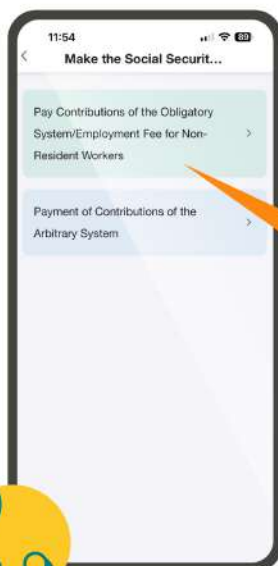 11:54
89
Make the Social Securit...
Pay Contributions of the Obligatory
System/Employment Fee for Non-
Resident Workers
Payment of Contributions of the
Arbitrary System